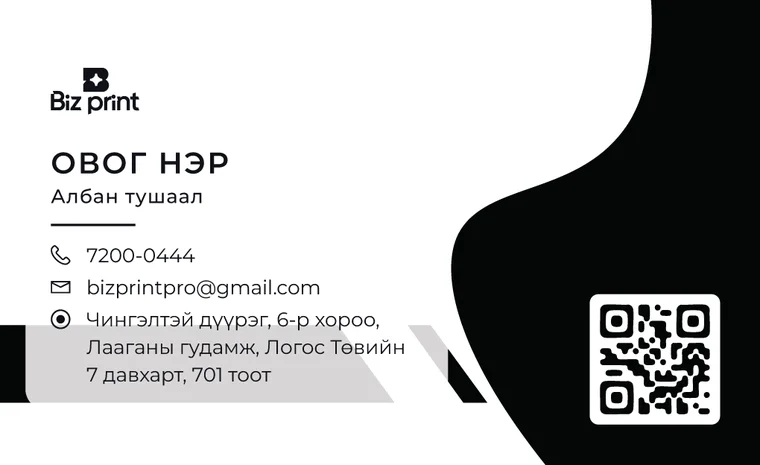 Biz print
ОВОГ НЭР
Албан тушаал
7200-0444
bizprintpro@gmail.com
Чингэлтэй дүүрэг, 6-р хороо,
Лааганы гудамж, Логос Төвийн
7 давхарт, 701 тоот